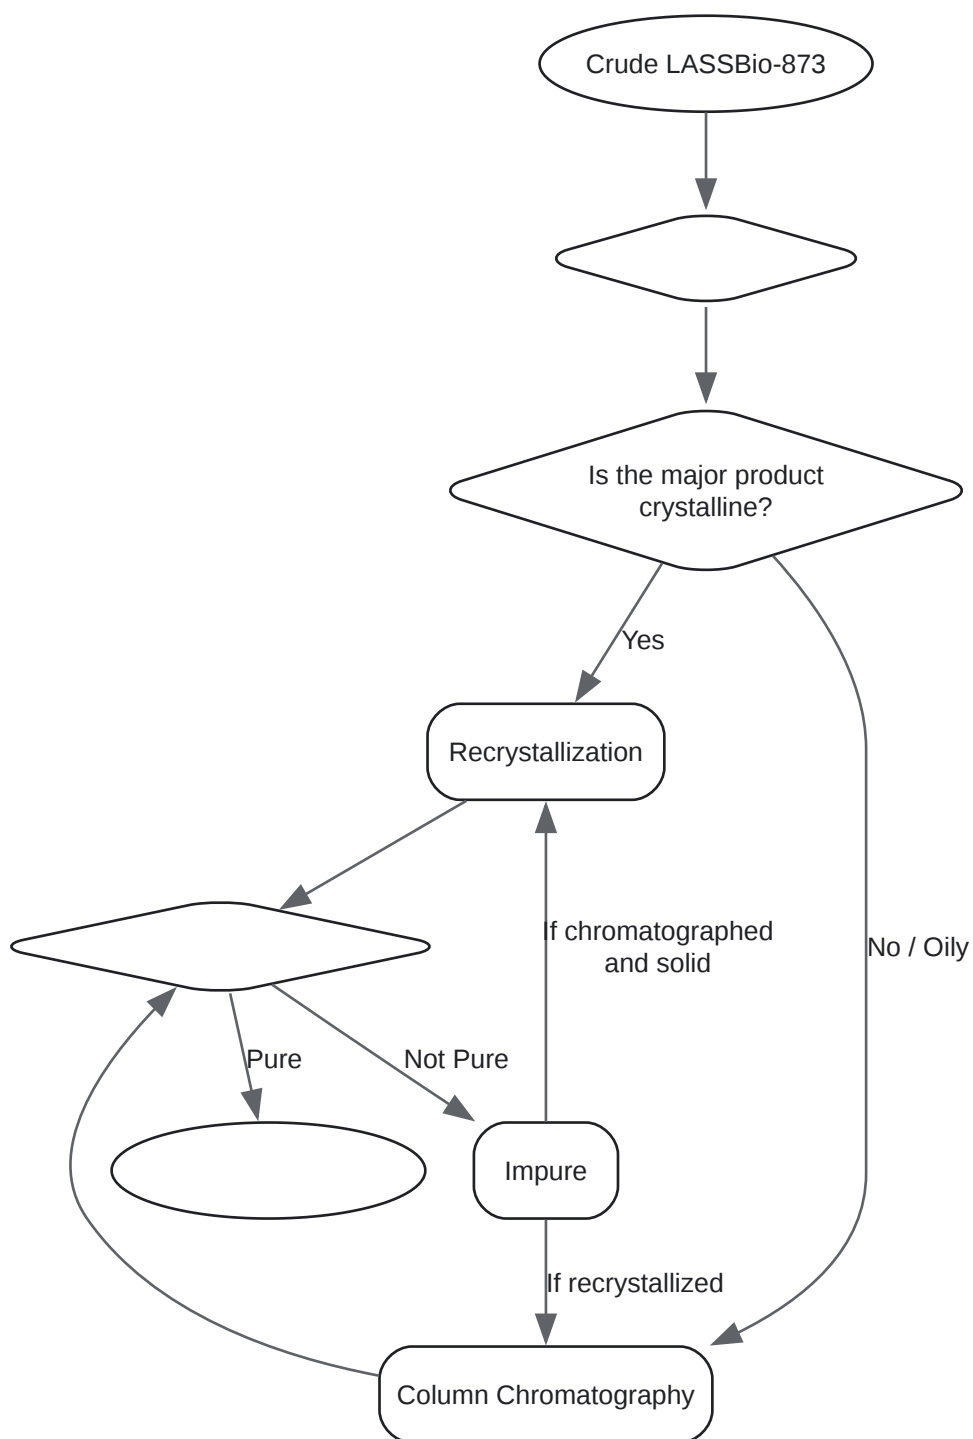 Crude LASSBio-873
Is the major product
crystalline?
Yes
Recrystallization
If chromatographed
and solid
No / Oily
Pure
Not Pure
Impure
If recrystallized
Column Chromatography